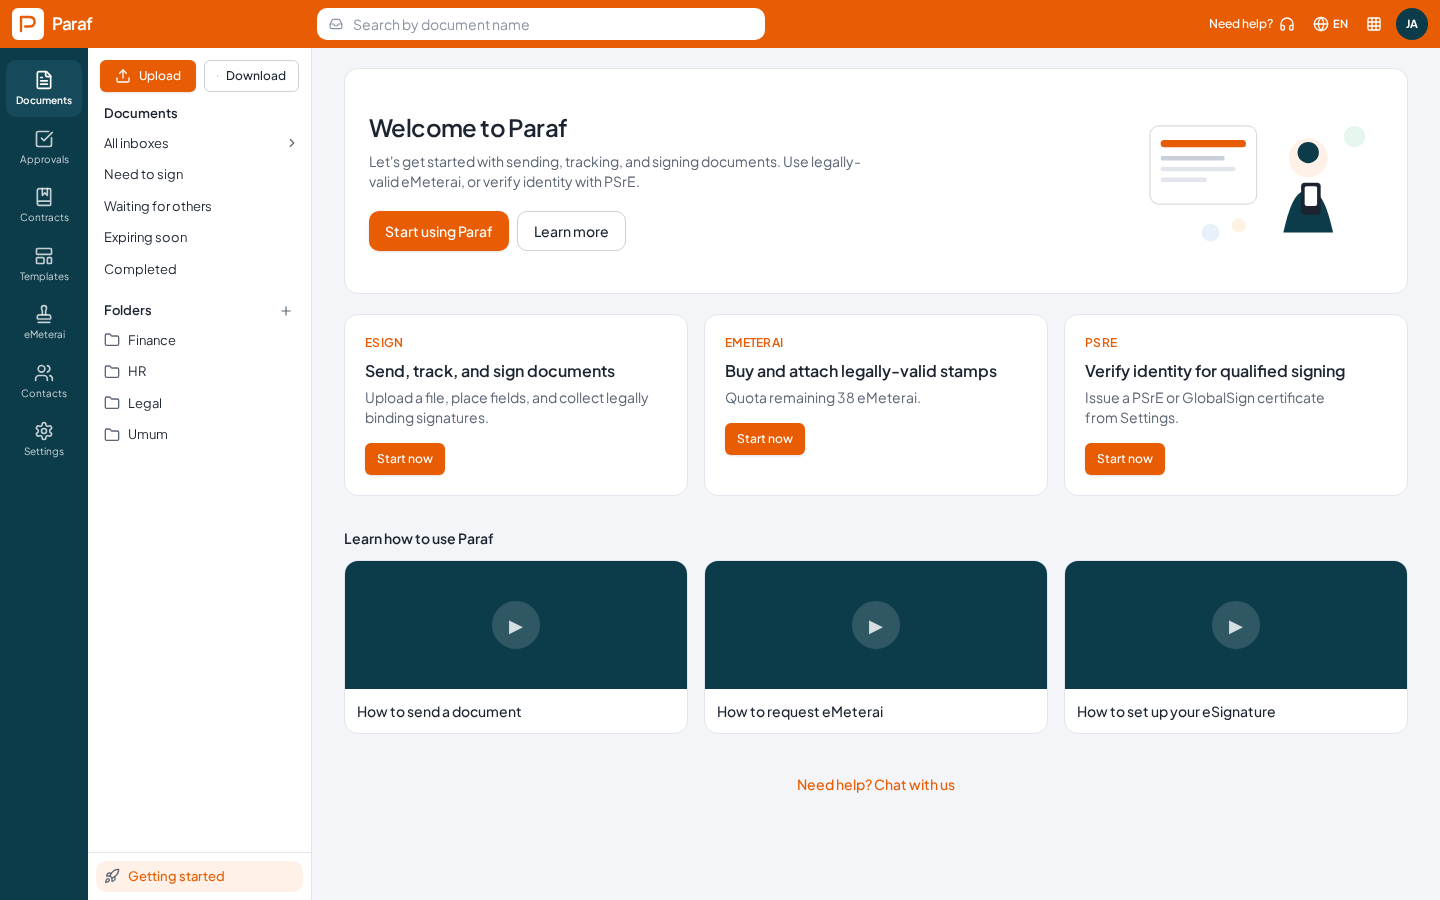 Paraf
Search by document name
Need help?
EN
JA
Documents
Approvals
Contracts
Templates
eMeterai
Contacts
Settings
Upload
Download
Documents
All inboxes
Need to sign
Waiting for others
Expiring soon
Completed
Folders
Finance
HR
Legal
Umum
Getting started
Welcome to Paraf
Let's get started with sending, tracking, and signing documents. Use legally-
valid eMeterai, or verify identity with PSrE.
Start using Paraf
Learn more
ESIGN
Send, track, and sign documents
Upload a file, place fields, and collect legally
binding signatures.
Start now
EMETERAI
Buy and attach legally-valid stamps
Quota remaining 38 eMeterai.
Start now
PSRE
Verify identity for qualified signing
Issue a PSrE or GlobalSign certificate
from Settings.
Start now
Learn how to use Paraf
How to send a document
How to request eMeterai
How to set up your eSignature
Need help? Chat with us